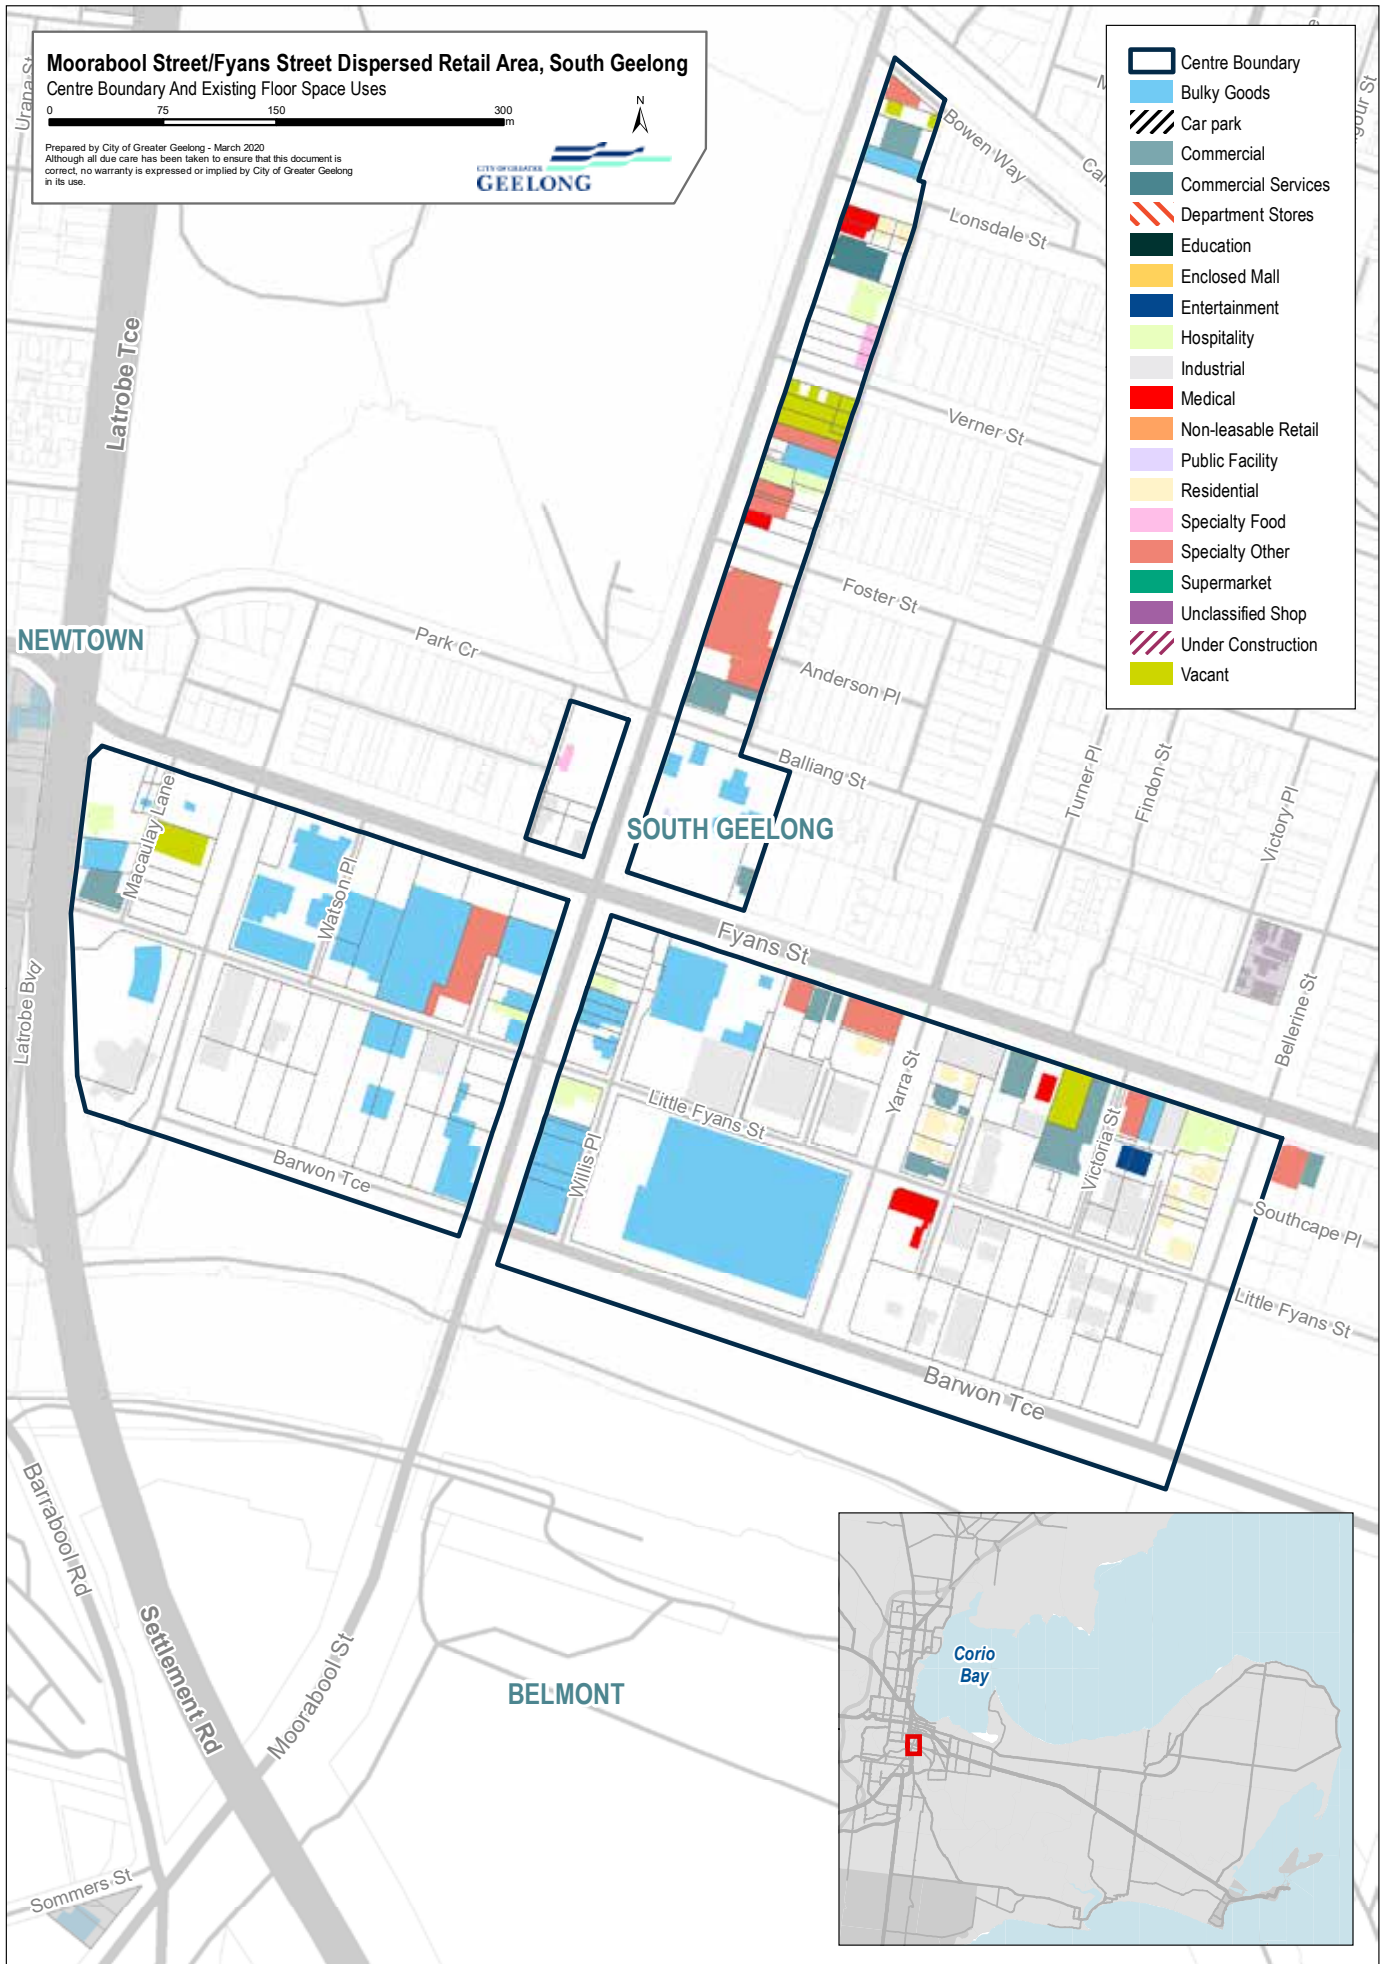 Moorabool Street/Fyans Street Dispersed Retail Area, South Geelong
Centre Boundary And Existing Floor Space Uses
0 75 150 300
m
N
Prepared by City of Greater Geelong - March 2020
Although all due care has been taken to ensure that this document is
correct, no warranty is expressed or implied by City of Greater Geelong
in its use.
CITY OF GREATER
GEELONG
Centre Boundary
Bulky Goods
Car park
Commercial
Commercial Services
Department Stores
Education
Enclosed Mall
Entertainment
Hospitality
Industrial
Medical
Non-leasable Retail
Public Facility
Residential
Specialty Food
Specialty Other
Supermarket
Unclassified Shop
Under Construction
Vacant
Urana St
Latrobe Tce
Bowen Way
Lonsdale St
Verner St
Foster St
Anderson Pl
Park Cr
NEWTOWN
Balliang St
Turner Pl
Findon St
Victory Pl
SOUTH GEELONG
Macaulay Lane
Watson Pl
Fyans St
Latrobe Bvd
Bellerine St
Yarra St
Little Fyans St
Victoria St
Willis Pl
Barwon Tce
Southcape Pl
Little Fyans St
Barwon Tce
Barrabool Rd
Settlement Rd
Moorabool St
BELMONT
Sommers St
Corio
Bay